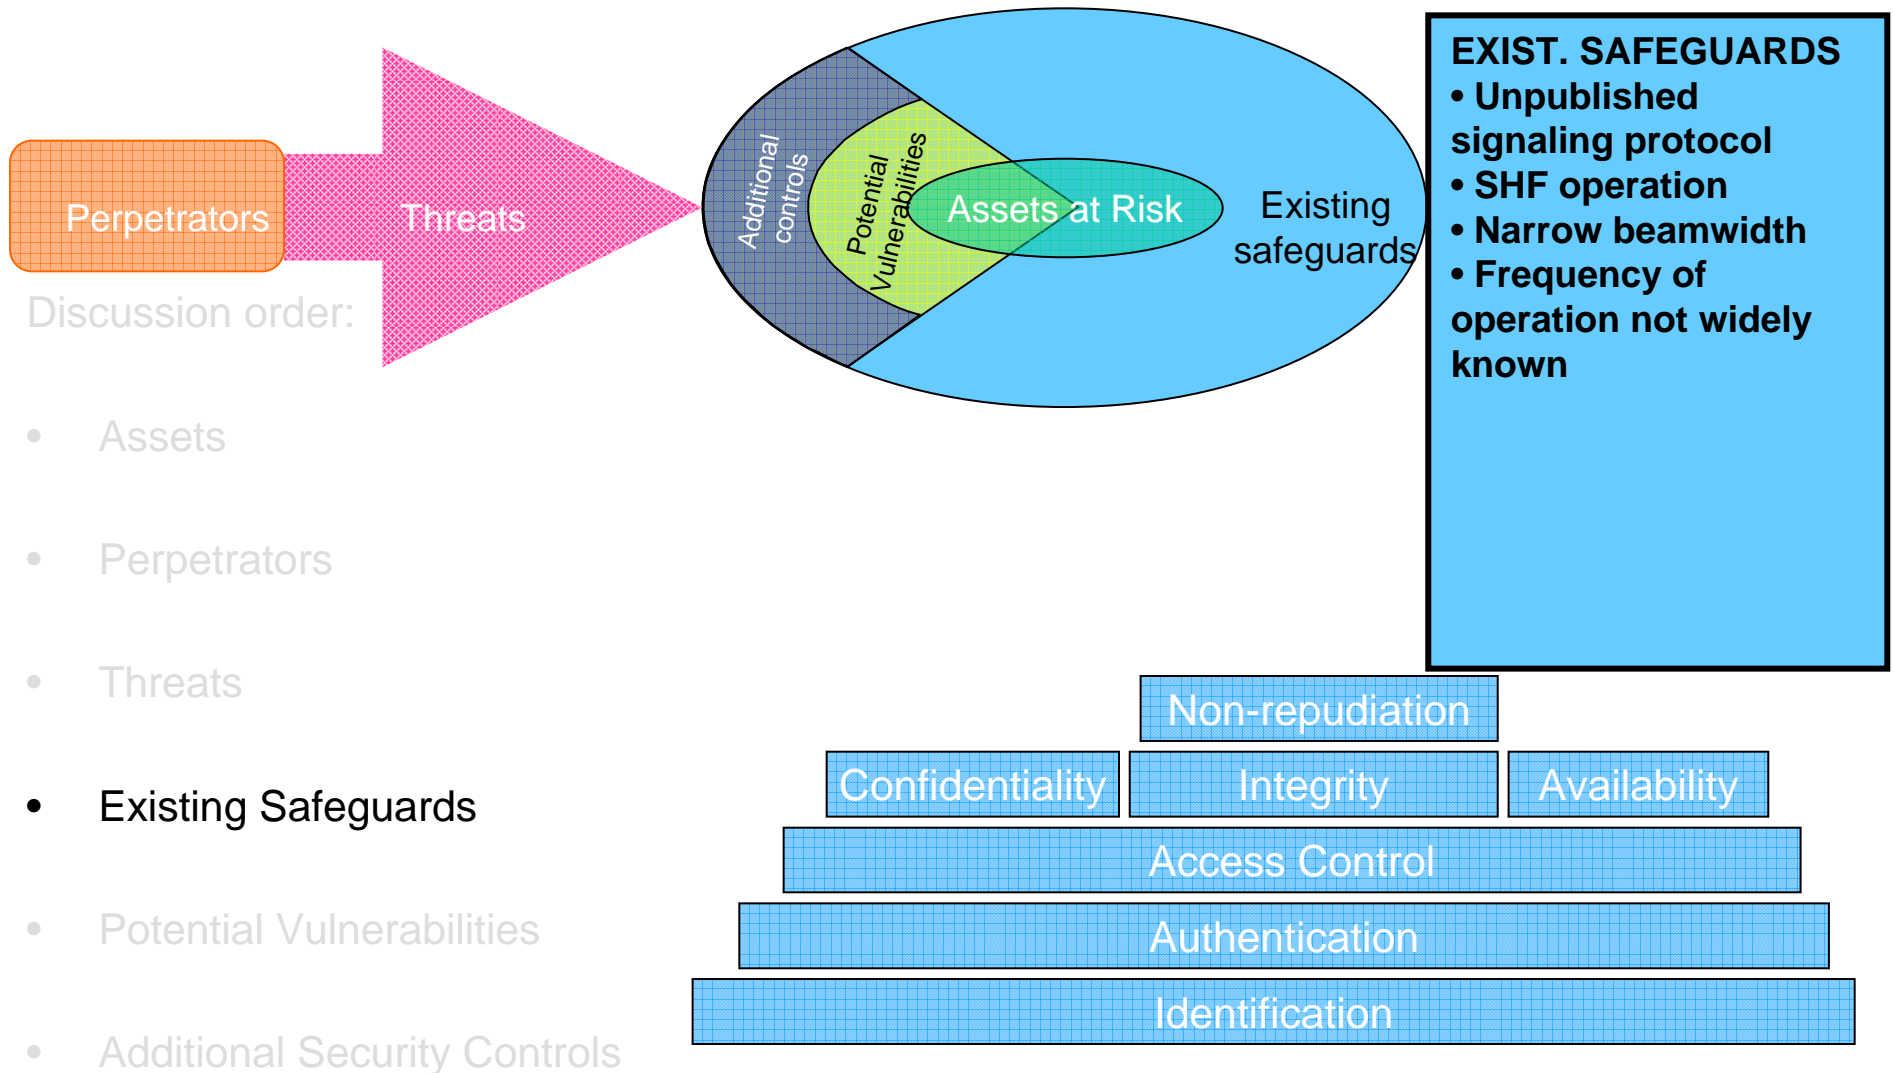 Perpetrators
Threats
Additional
controls
Potential
Vulnerabilities
Assets at Risk
Existing
safeguards
EXIST. SAFEGUARDS
• Unpublished
signaling protocol
• SHF operation
• Narrow beamwidth
• Frequency of
operation not widely
known
Discussion order:
• Assets
• Perpetrators
• Threats
• Existing Safeguards
• Potential Vulnerabilities
• Additional Security Controls
Non-repudiation
Confidentiality
Integrity
Availability
Access Control
Authentication
Identification